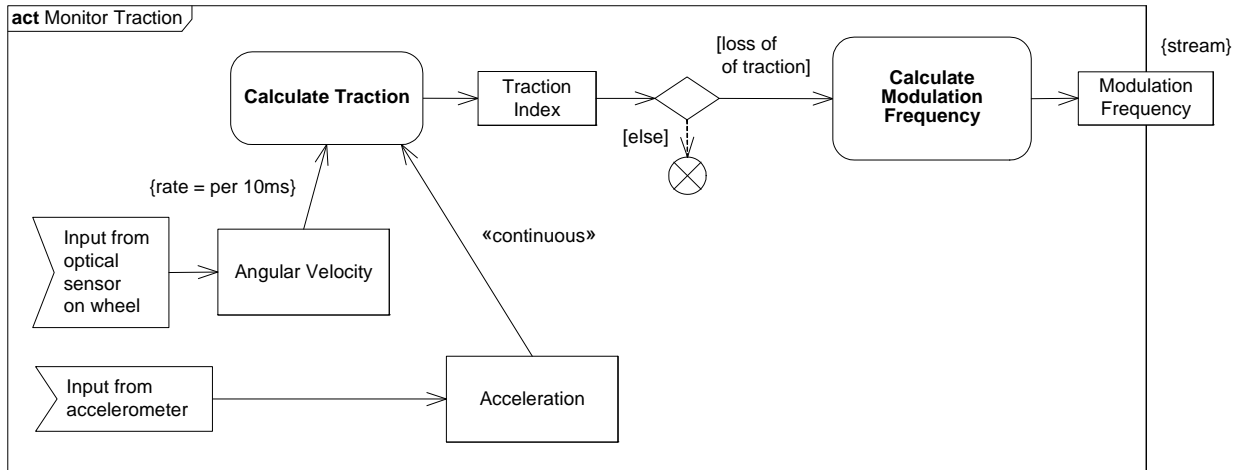 act Monitor Traction
{stream}
[loss of
of traction]
Calculate Traction
Traction
Index
Calculate
Modulation
Frequency
Modulation
Frequency
[else]
{rate = per 10ms}
«continuous»
Input from
optical
sensor
on wheel
Angular Velocity
Input from
accelerometer
Acceleration